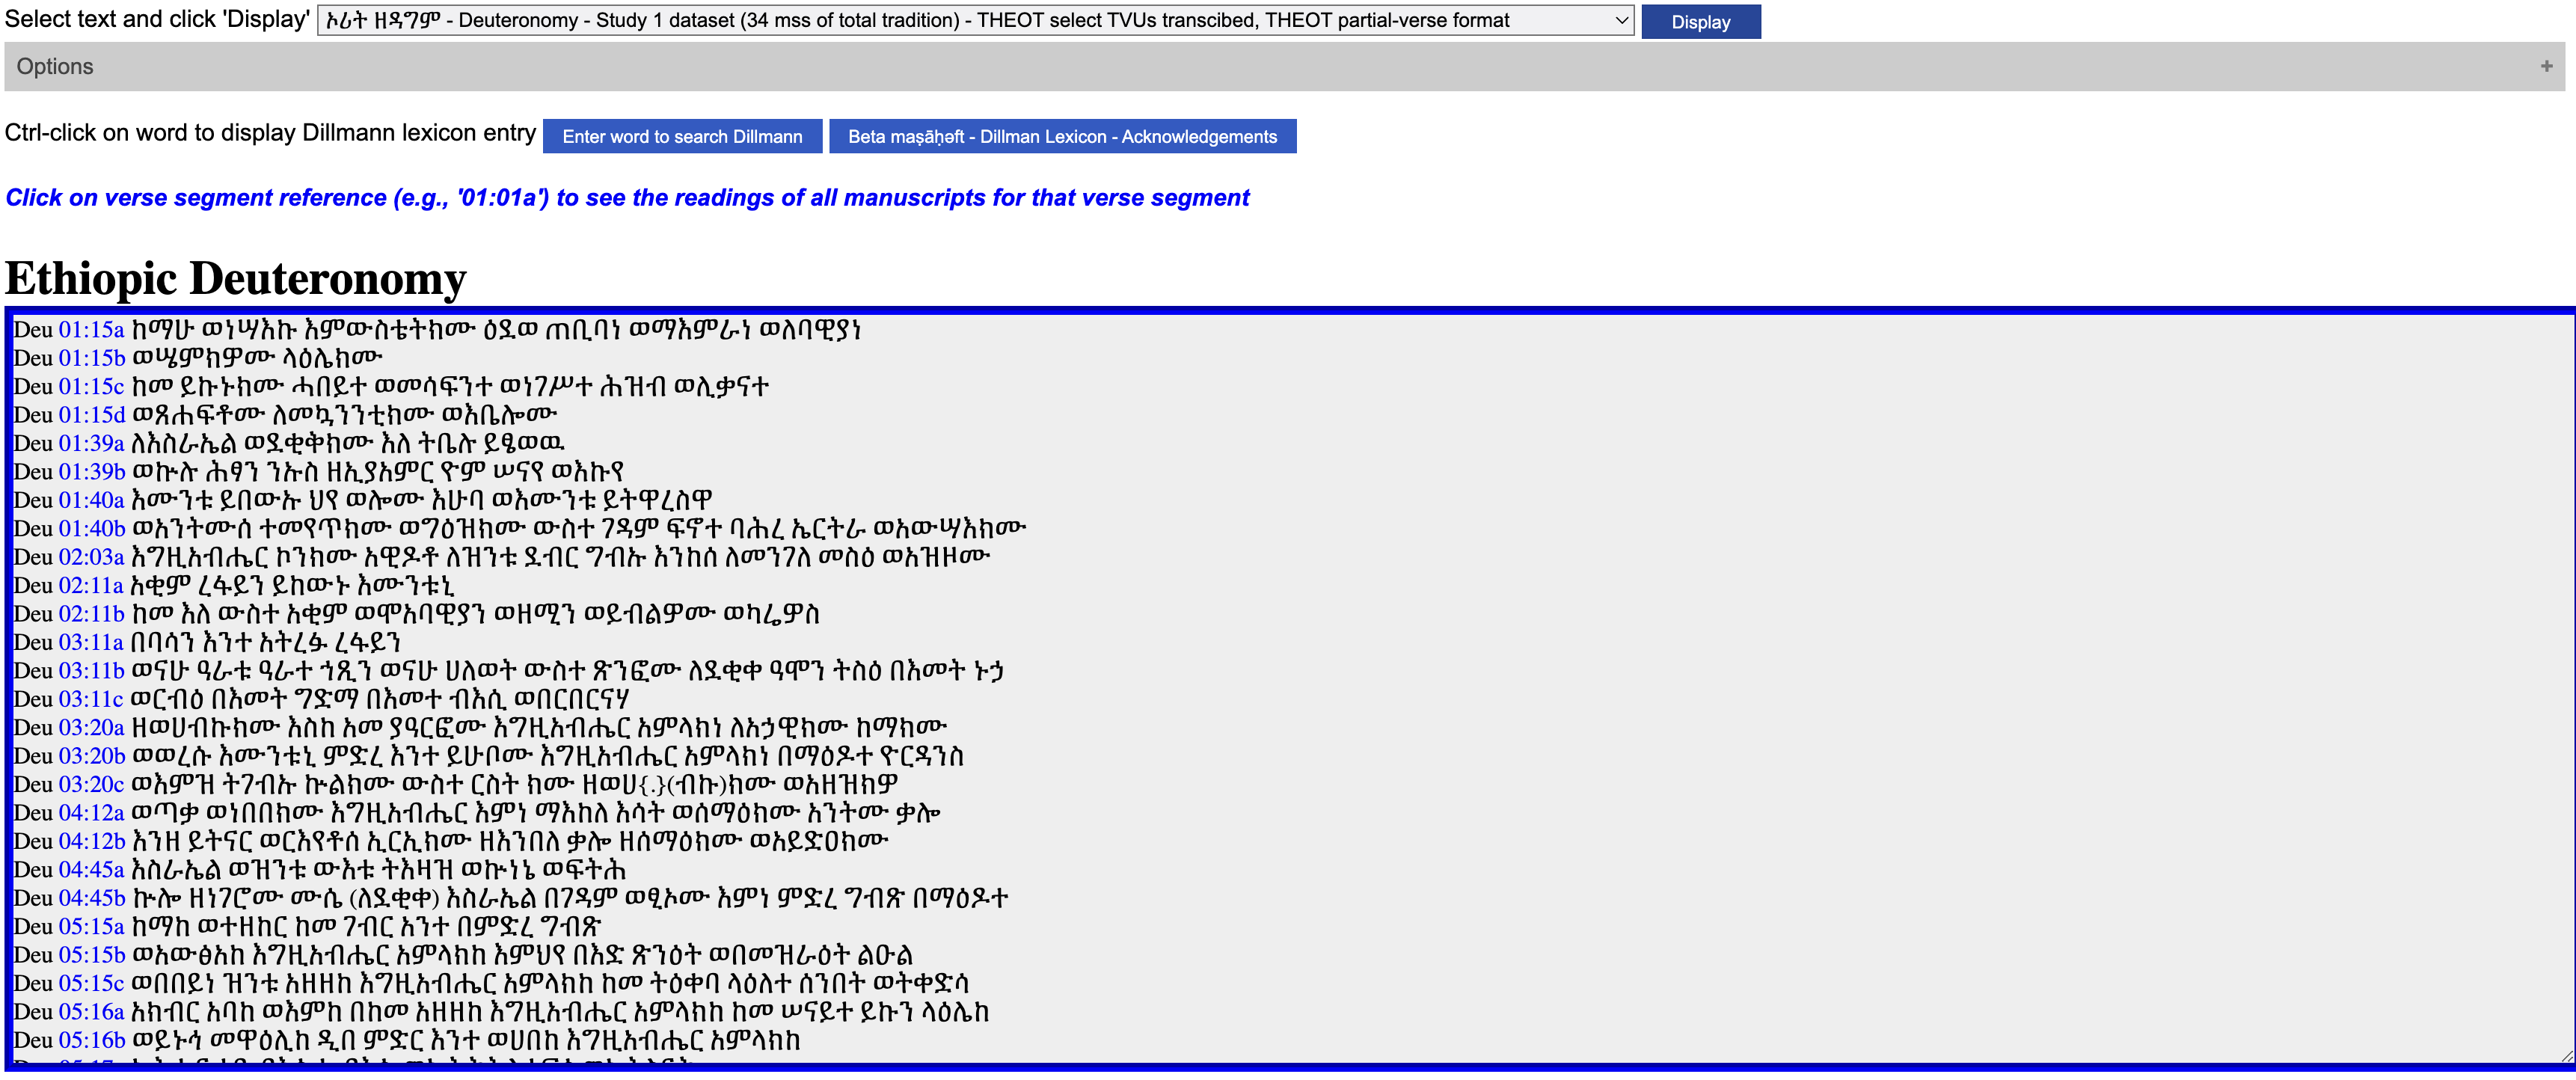 Select text and click 'Display' ኦሪት ዘዳግም - Deuteronomy - Study 1 dataset (34 mss of total tradition) - THEOT select TVUs transcibed, THEOT partial-verse format Display
Options +
Ctrl-click on word to display Dillmann lexicon entry Enter word to search Dillmann Beta maṣāḥǝft - Dillman Lexicon - Acknowledgements
Click on verse segment reference (e.g., '01:01a') to see the readings of all manuscripts for that verse segment
Ethiopic Deuteronomy
Deu 01:15a ከማሁ ወነሣእኩ እምውስቴትክሙ ዕደወ ጠቢባነ ወማእምራነ ወለባዊያነ
Deu 01:15b ወሤምክዎሙ ላዕሌክሙ
Deu 01:15c ከመ ይኩኑክሙ ሓበይተ ወመሳፍንተ ወነገሥተ ሕዝብ ወሊቃናተ
Deu 01:15d ወጸሐፍቶሙ ለመኳንንቲክሙ ወእቤሎሙ
Deu 01:39a ለእስራኤል ወደቂቅክሙ እለ ትቤሉ ይፄወዉ
Deu 01:39b ወኵሉ ሕፃን ንኡስ ዘኢያአምር ዮም ሠናየ ወእኩየ
Deu 01:40a እሙንቱ ይበውኡ ህየ ወሎሙ እሁባ ወእሙንቱ ይትዋረስዋ
Deu 01:40b ወአንትሙሰ ተመየጥክሙ ወግዕዝክሙ ውስተ ገዳም ፍኖተ ባሕረ ኤርትራ ወአውሣእክሙ
Deu 02:03a እግዚአብሔር ኮንክሙ አዊዶቶ ለዝንቱ ደብር ግብኡ እንከሰ ለመንገለ መስዕ ወአዝዞሙ
Deu 02:11a አቂም ረፋይን ይከውኑ እሙንቱኒ
Deu 02:11b ከመ እለ ውስተ አቂም ወሞአባዊያን ወዘሚን ወይብልዎሙ ወካሬዎስ
Deu 03:11a በባሳን እንተ አትረፉ ረፋይን
Deu 03:11b ወናሁ ዓራቱ ዓራተ ኀጺን ወናሁ ሀለወት ውስተ ጽንፎሙ ለደቂቀ ዓሞን ትስዕ በእመት ኑኃ
Deu 03:11c ወርብዕ በእመት ግድማ በእመተ ብእሲ ወበርበርናሃ
Deu 03:20a ዘወሀብኩክሙ እስከ አመ ያዓርፎሙ እግዚአብሔር አምላክነ ለአኃዊክሙ ከማክሙ
Deu 03:20b ወወረሱ እሙንቱኒ ምድረ እንተ ይሁቦሙ እግዚአብሔር አምላክነ በማዕዶተ ዮርዳንስ
Deu 03:20c ወእምዝ ትገብኡ ኵልክሙ ውስተ ርስት ክሙ ዘወሀ{.}(ብኩ)ክሙ ወአዘዝክዎ
Deu 04:12a ወጣቃ ወነበበክሙ እግዚአብሔር እምነ ማእከለ እሳት ወሰማዕክሙ አንትሙ ቃሎ
Deu 04:12b እንዘ ይትናር ወርእየቶሰ ኢርኢክሙ ዘእንበለ ቃሎ ዘሰማዕክሙ ወአይድዐክሙ
Deu 04:45a እስራኤል ወዝንቱ ውእቱ ትእዛዝ ወኵነኔ ወፍትሕ
Deu 04:45b ኵሎ ዘነገሮሙ ሙሴ (ለደቂቀ) እስራኤል በገዳም ወፂኦሙ እምነ ምድረ ግብጽ በማዕዶተ
Deu 05:15a ከማከ ወተዘከር ከመ ገብር አንተ በምድረ ግብጽ
Deu 05:15b ወአውፅአከ እግዚአብሔር አምላክከ እምህየ በእድ ጽንዕት ወበመዝራዕት ልዑል
Deu 05:15c ወበበይነ ዝንቱ አዘዘከ እግዚአብሔር አምላክከ ከመ ትዕቀባ ላዕለተ ሰንበት ወትቀድሳ
Deu 05:16a አክብር አባከ ወእምከ በከመ አዘዘከ እግዚአብሔር አምላክከ ከመ ሠናይተ ይኩን ላዕሌከ
Deu 05:16b ወይኑኅ መዋዕሊከ ዲበ ምድር እንተ ወሀበከ እግዚአብሔር አምላክከ